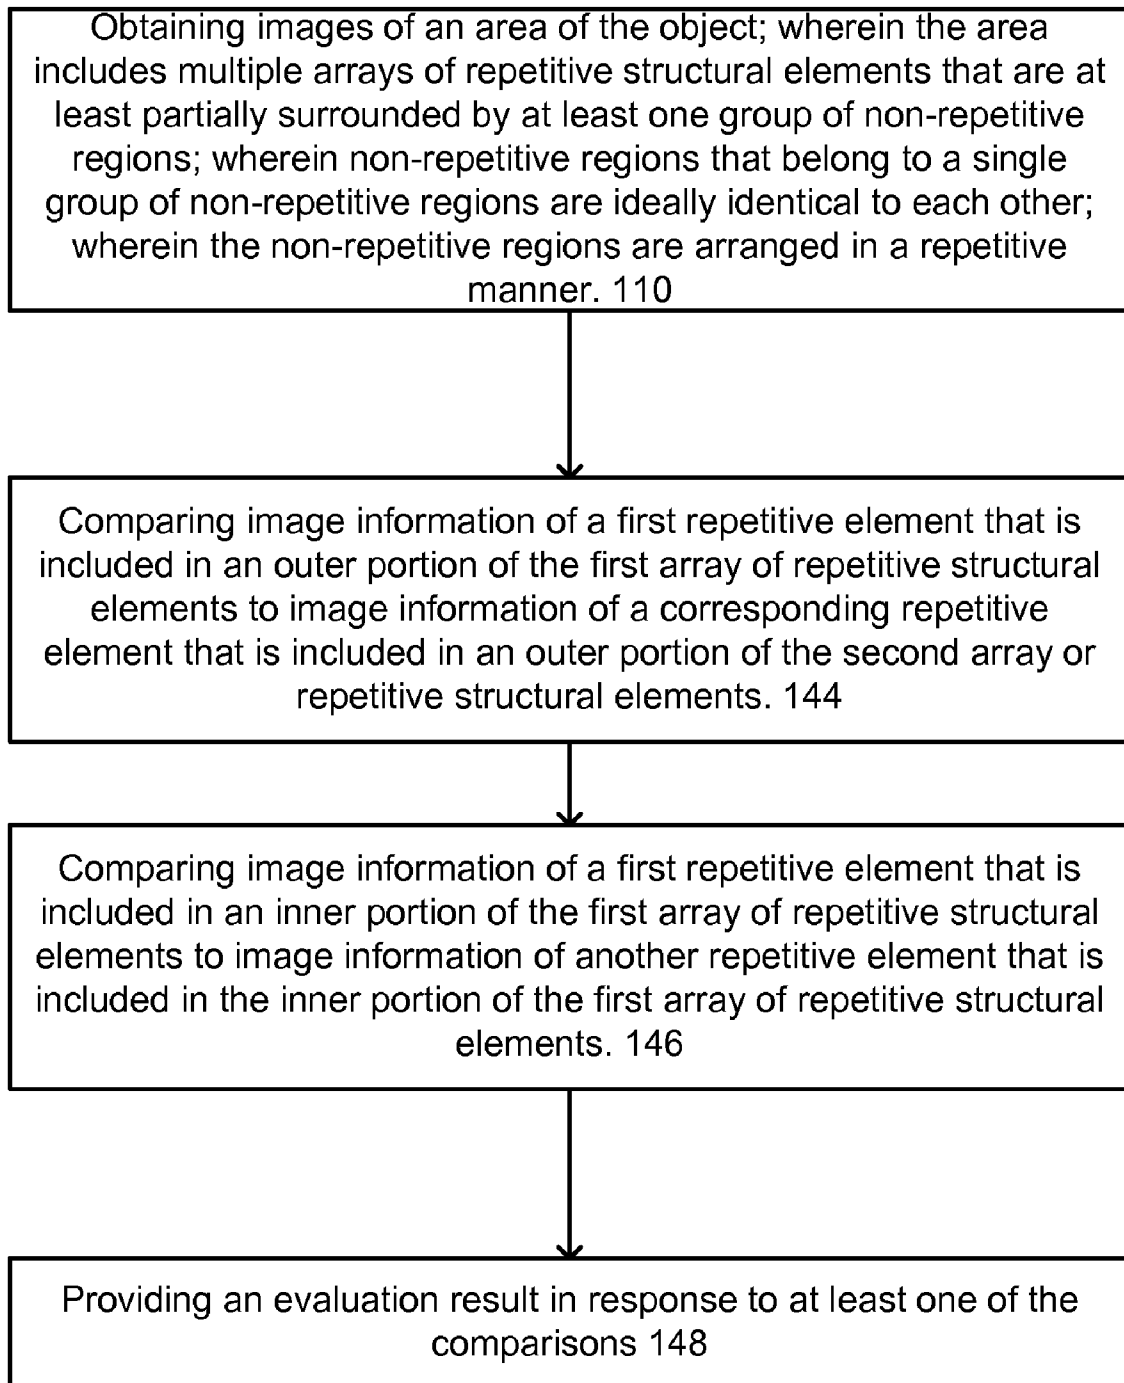 Obtaining images of an area of the object; wherein the area
includes multiple arrays of repetitive structural elements that are at
least partially surrounded by at least one group of non-repetitive
regions; wherein non-repetitive regions that belong to a single
group of non-repetitive regions are ideally identical to each other;
wherein the non-repetitive regions are arranged in a repetitive
manner. 110
Comparing image information of a first repetitive element that is
included in an outer portion of the first array of repetitive structural
elements to image information of a corresponding repetitive
element that is included in an outer portion of the second array or
repetitive structural elements. 144
Comparing image information of a first repetitive element that is
included in an inner portion of the first array of repetitive structural
elements to image information of another repetitive element that is
included in the inner portion of the first array of repetitive structural
elements. 146
Providing an evaluation result in response to at least one of the
comparisons 148